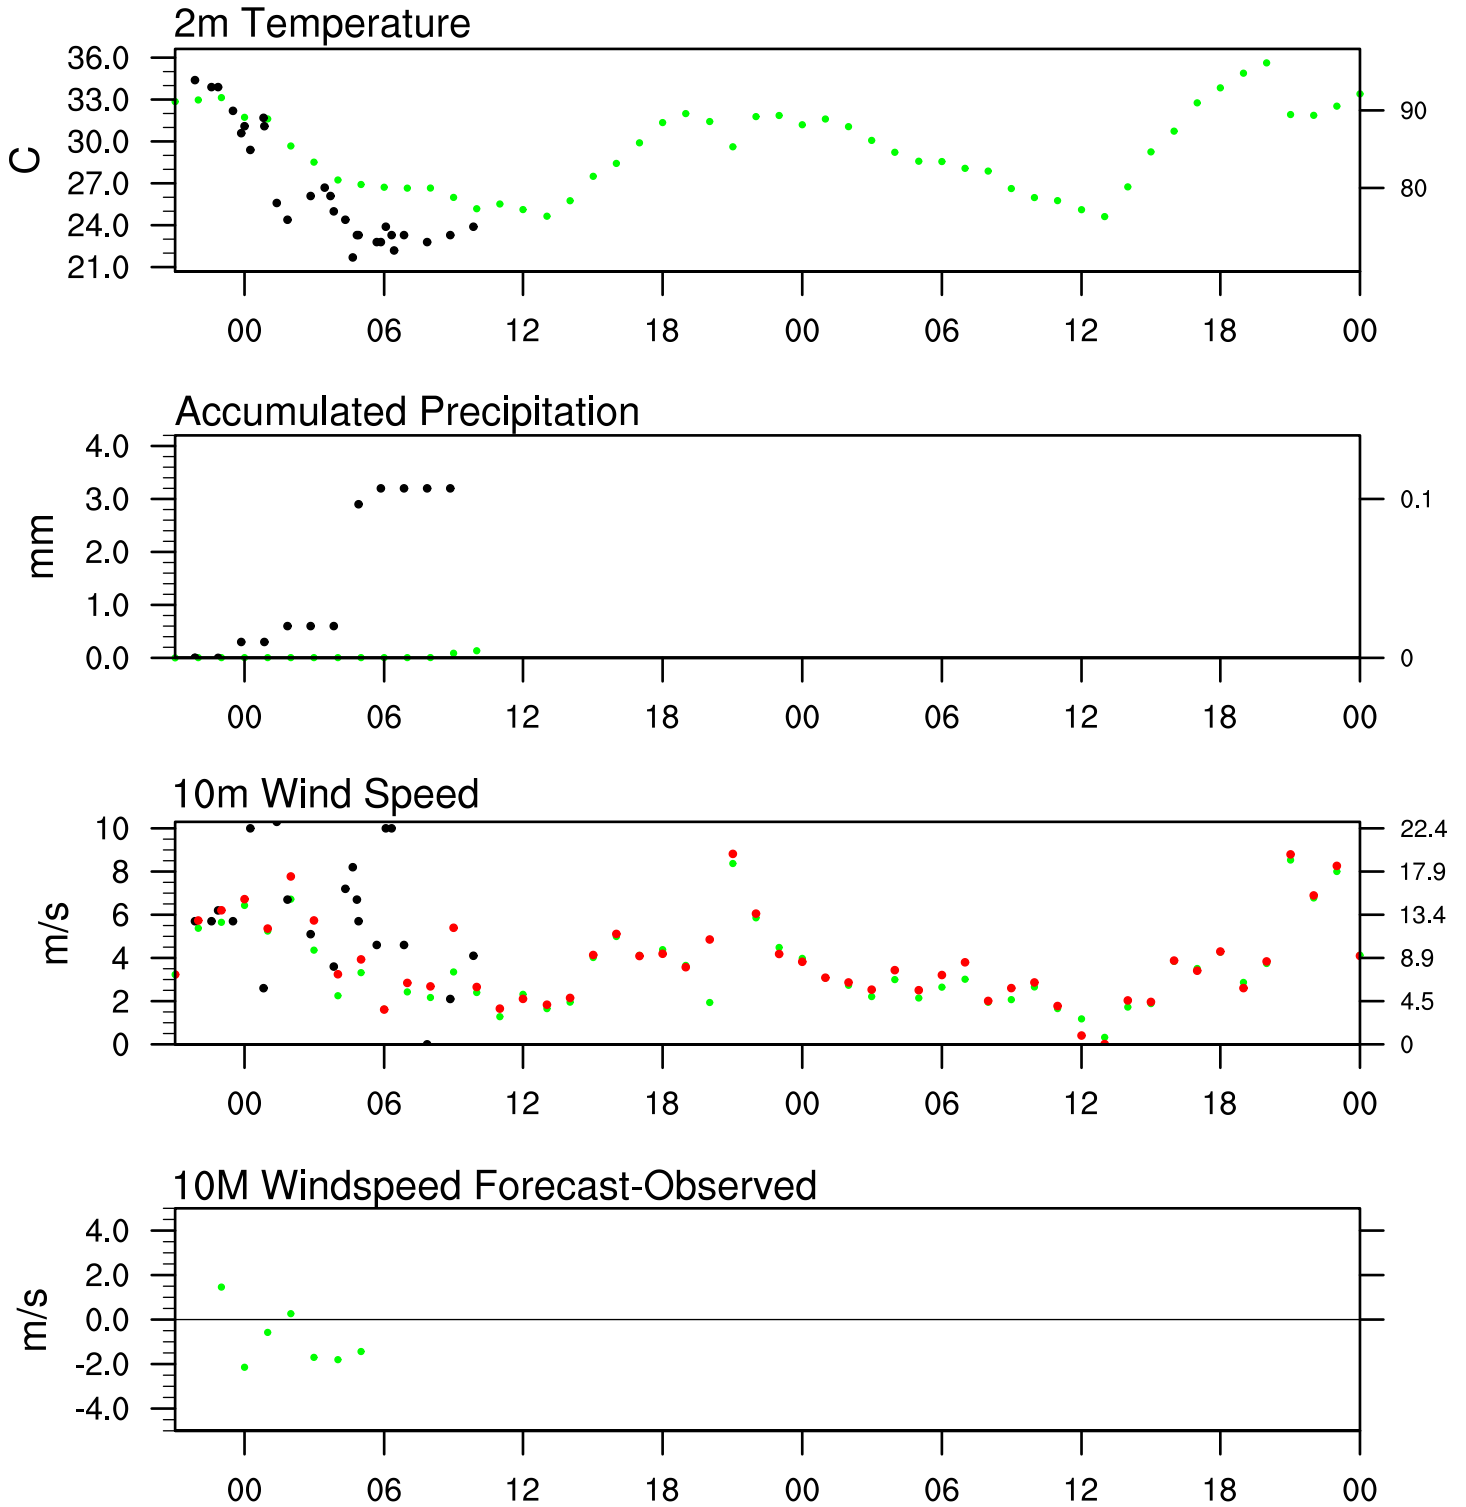 2m Temperature
36.0
33.0
30.0
27.0
24.0
21.0
C
90
80
00 06 12 18 00 06 12 18 00
Accumulated Precipitation
4.0
3.0
2.0
1.0
0.0
mm
0.1
0
00 06 12 18 00 06 12 18 00
10m Wind Speed
10
8
6
4
2
0
m/s
22.4
17.9
13.4
8.9
4.5
0
00 06 12 18 00 06 12 18 00
10M Windspeed Forecast-Observed
4.0
2.0
0.0
-2.0
-4.0
m/s
00 06 12 18 00 06 12 18 00